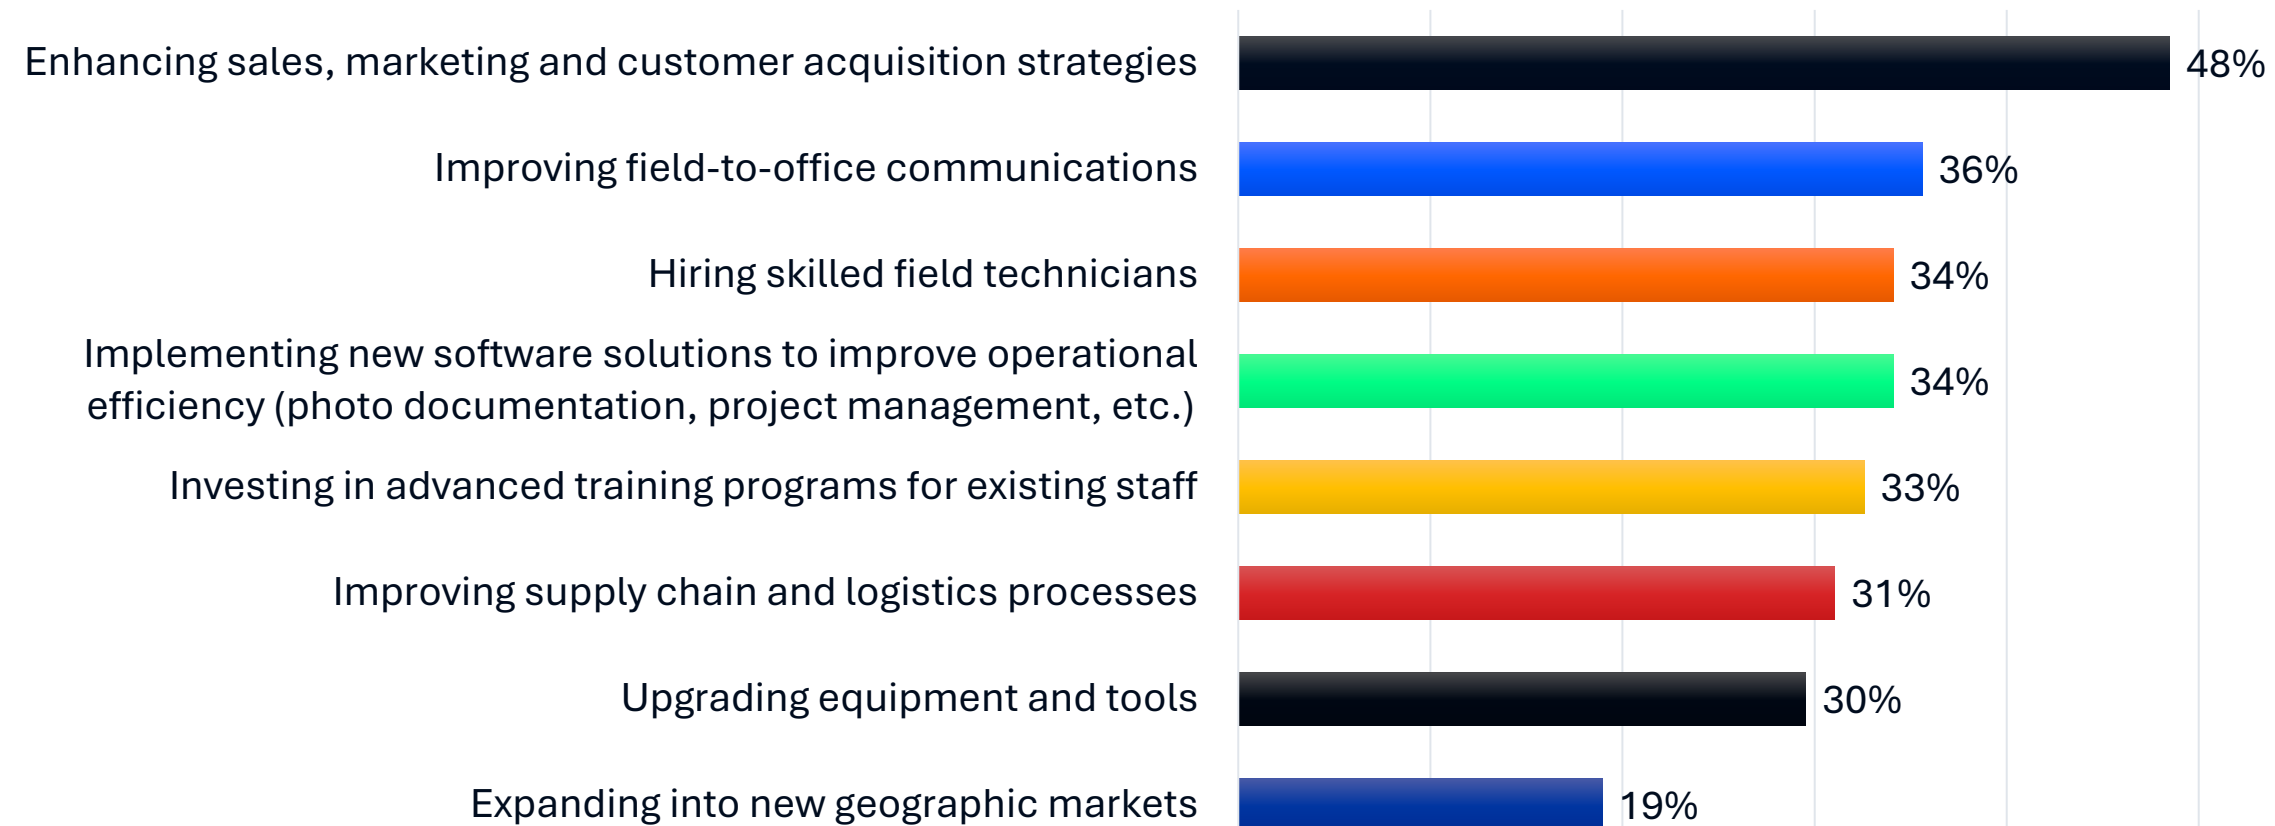 Enhancing sales, marketing and customer acquisition strategies 48%
Improving field-to-office communications 36%
Hiring skilled field technicians 34%
Implementing new software solutions to improve operational
efficiency (photo documentation, project management, etc.) 34%
Investing in advanced training programs for existing staff 33%
Improving supply chain and logistics processes 31%
Upgrading equipment and tools 30%
Expanding into new geographic markets 19%